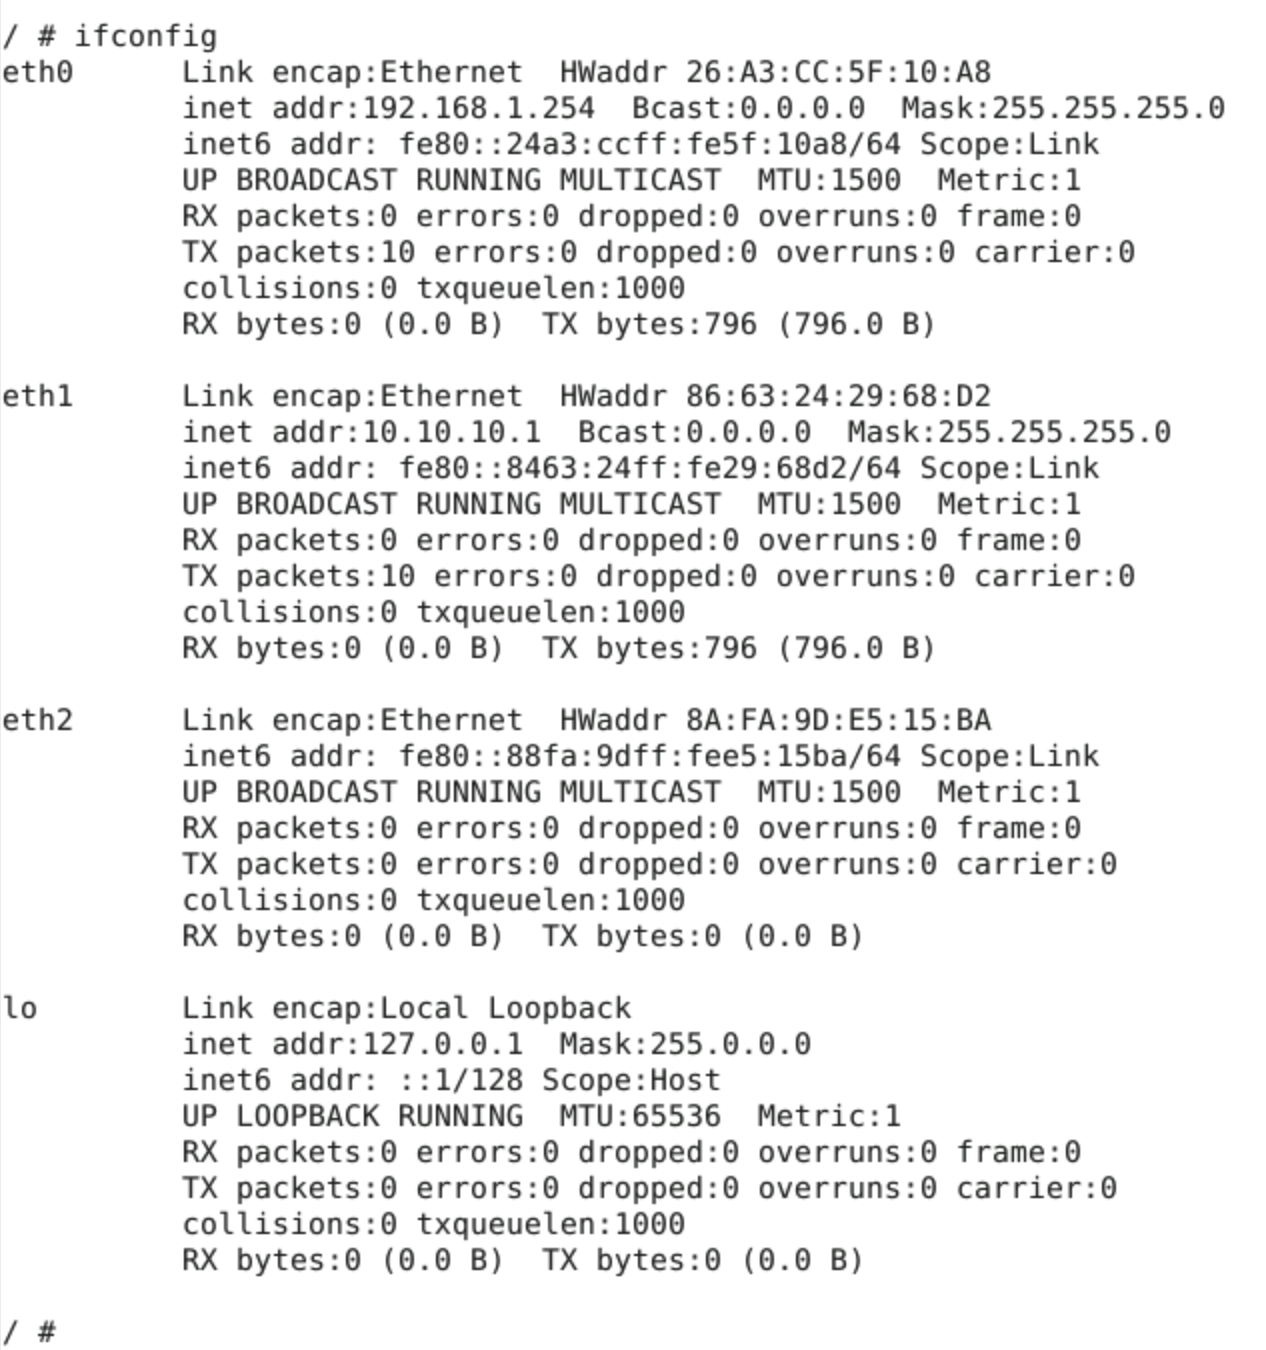 / # ifconfig
eth0      Link encap:Ethernet  HWaddr 26:A3:CC:5F:10:A8
          inet addr:192.168.1.254  Bcast:0.0.0.0  Mask:255.255.255.0
          inet6 addr: fe80::24a3:ccff:fe5f:10a8/64 Scope:Link
          UP BROADCAST RUNNING MULTICAST  MTU:1500  Metric:1
          RX packets:0 errors:0 dropped:0 overruns:0 frame:0
          TX packets:10 errors:0 dropped:0 overruns:0 carrier:0
          collisions:0 txqueuelen:1000
          RX bytes:0 (0.0 B)  TX bytes:796 (796.0 B)

eth1      Link encap:Ethernet  HWaddr 86:63:24:29:68:D2
          inet addr:10.10.10.1  Bcast:0.0.0.0  Mask:255.255.255.0
          inet6 addr: fe80::8463:24ff:fe29:68d2/64 Scope:Link
          UP BROADCAST RUNNING MULTICAST  MTU:1500  Metric:1
          RX packets:0 errors:0 dropped:0 overruns:0 frame:0
          TX packets:10 errors:0 dropped:0 overruns:0 carrier:0
          collisions:0 txqueuelen:1000
          RX bytes:0 (0.0 B)  TX bytes:796 (796.0 B)

eth2      Link encap:Ethernet  HWaddr 8A:FA:9D:E5:15:BA
          inet6 addr: fe80::88fa:9dff:fee5:15ba/64 Scope:Link
          UP BROADCAST RUNNING MULTICAST  MTU:1500  Metric:1
          RX packets:0 errors:0 dropped:0 overruns:0 frame:0
          TX packets:0 errors:0 dropped:0 overruns:0 carrier:0
          collisions:0 txqueuelen:1000
          RX bytes:0 (0.0 B)  TX bytes:0 (0.0 B)

lo        Link encap:Local Loopback
          inet addr:127.0.0.1  Mask:255.0.0.0
          inet6 addr: ::1/128 Scope:Host
          UP LOOPBACK RUNNING  MTU:65536  Metric:1
          RX packets:0 errors:0 dropped:0 overruns:0 frame:0
          TX packets:0 errors:0 dropped:0 overruns:0 carrier:0
          collisions:0 txqueuelen:1000
          RX bytes:0 (0.0 B)  TX bytes:0 (0.0 B)

/ #